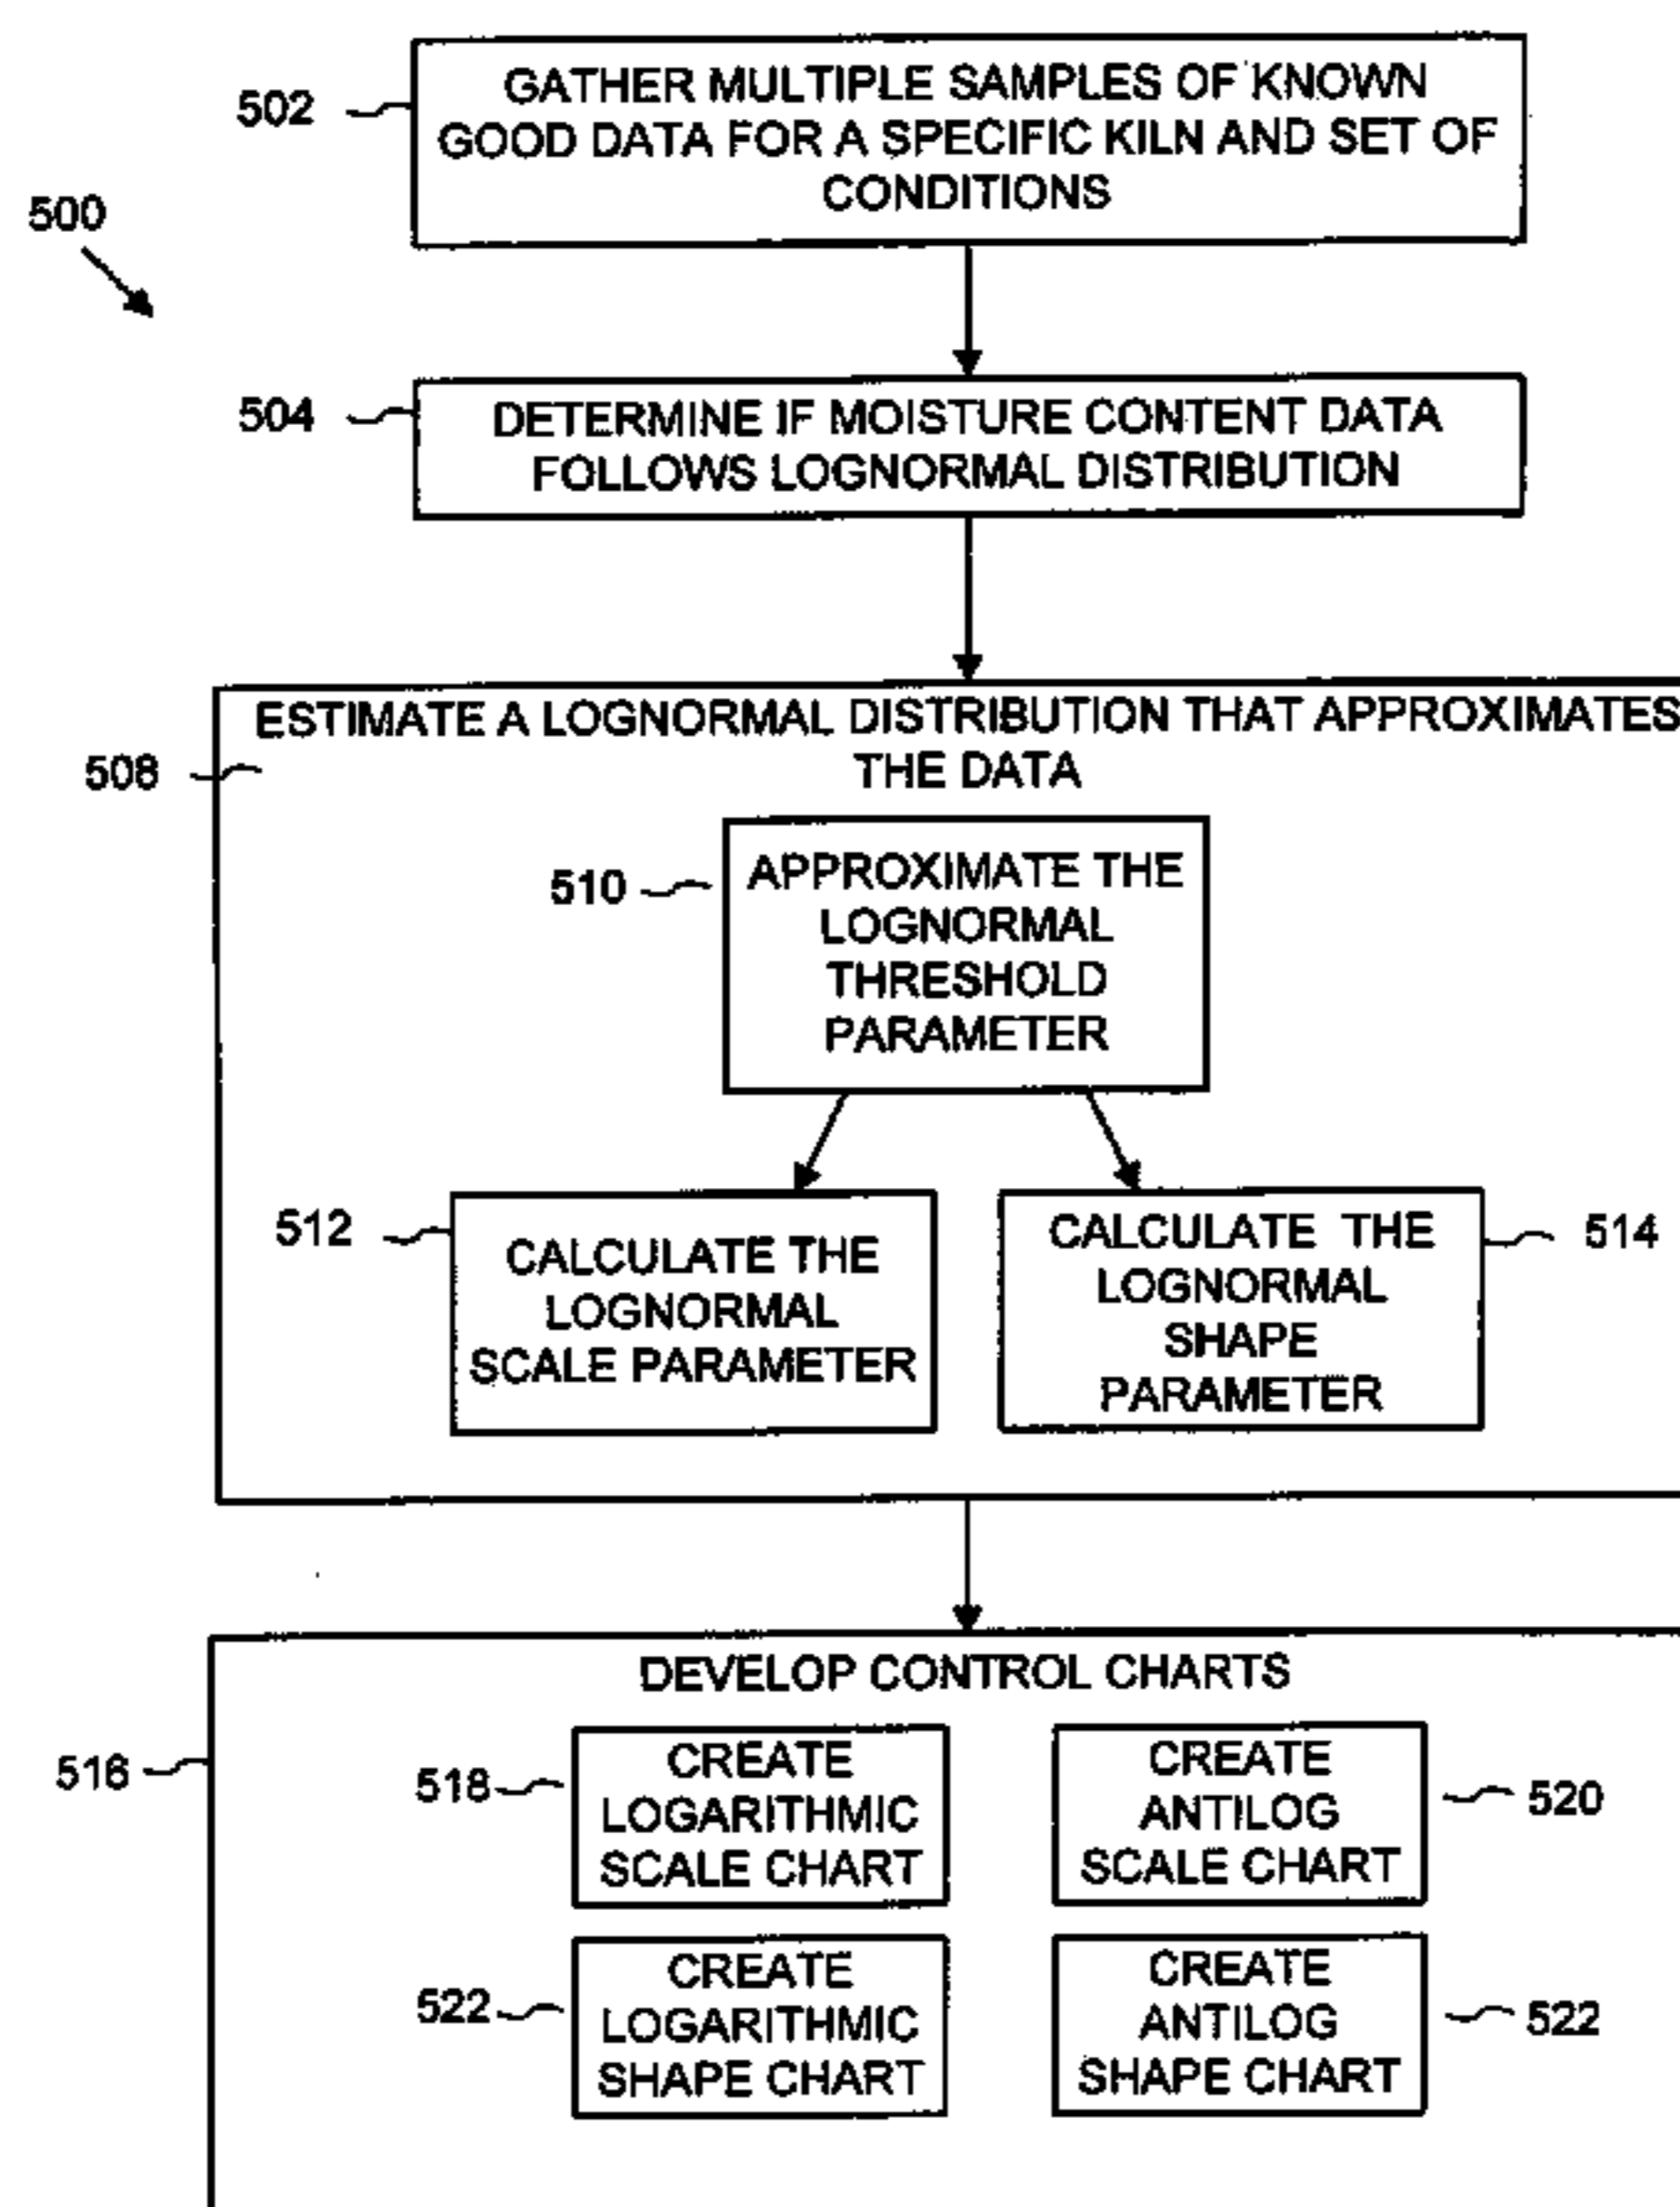 502
GATHER MULTIPLE SAMPLES OF KNOWN
GOOD DATA FOR A SPECIFIC KILN AND SET OF
CONDITIONS
500
504
DETERMINE IF MOISTURE CONTENT DATA
FOLLOWS LOGNORMAL DISTRIBUTION
ESTIMATE A LOGNORMAL DISTRIBUTION THAT APPROXIMATES
THE DATA
508
510
APPROXIMATE THE
LOGNORMAL
THRESHOLD
PARAMETER
512
CALCULATE THE
LOGNORMAL
SCALE PARAMETER
CALCULATE THE
LOGNORMAL
SHAPE
PARAMETER
514
DEVELOP CONTROL CHARTS
516
518
CREATE
LOGARITHMIC
SCALE CHART
CREATE
ANTILOG
SCALE CHART
520
522
CREATE
LOGARITHMIC
SHAPE CHART
CREATE
ANTILOG
SHAPE CHART
522